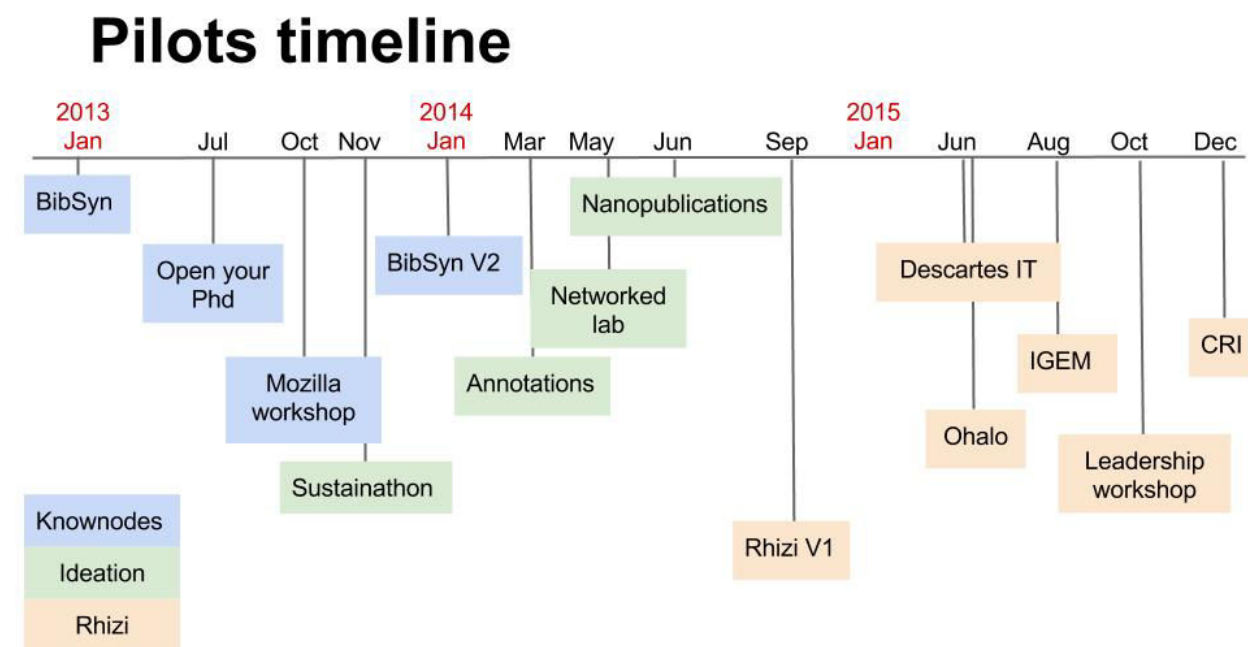 Pilots timeline
2013 2014 2015
Jan Jul Oct Nov Jan Mar May Jun Sep Jan Jun Aug Oct Dec
BibSyn
Nanopublications
Open your
Phd
BibSyn V2
Descartes IT
Networked
lab
CRI
IGEM
Mozilla
workshop
Annotations
Ohalo
Leadership
workshop
Sustainathon
Knownodes
Rhizi V1
Ideation
Rhizi